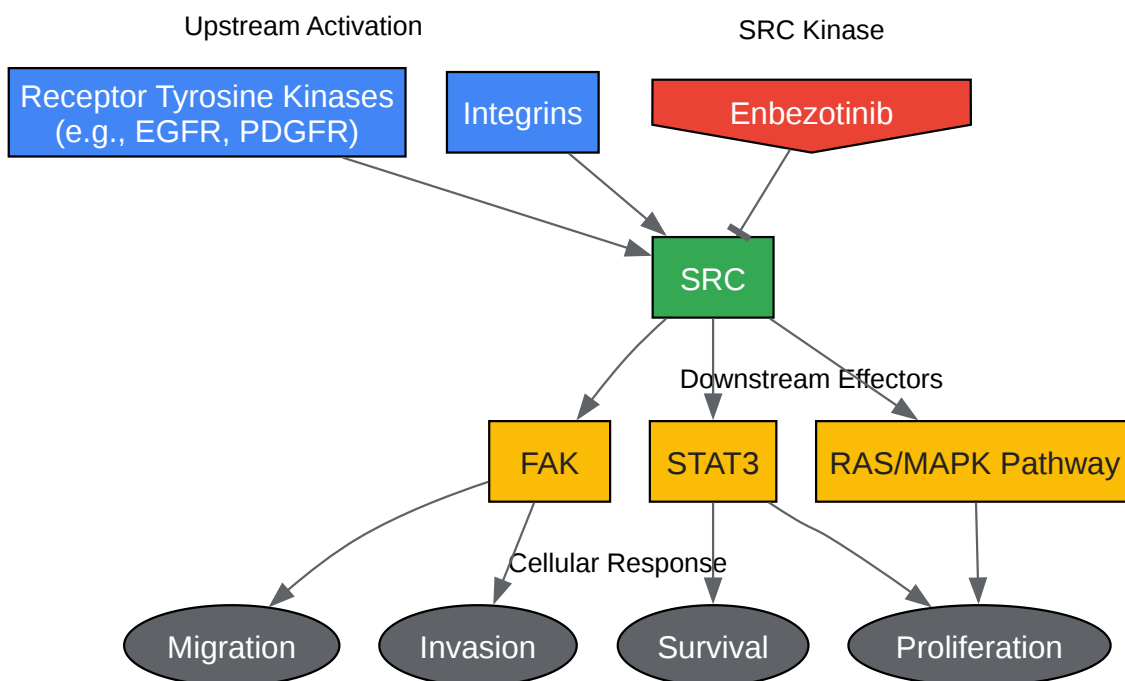 Upstream Activation
SRC Kinase
Receptor Tyrosine Kinases
(e.g., EGFR, PDGFR)
Integrins
Enbezotinib
SRC
Downstream Effectors
FAK
STAT3
RAS/MAPK Pathway
Cellular Response
Migration
Invasion
Survival
Proliferation